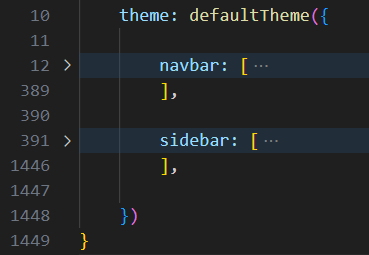 10 theme: defaultTheme({
11
12 > navbar: [ ···
389 ],
390
391 > sidebar: [ ···
1446 ],
1447
1448 })
1449 }